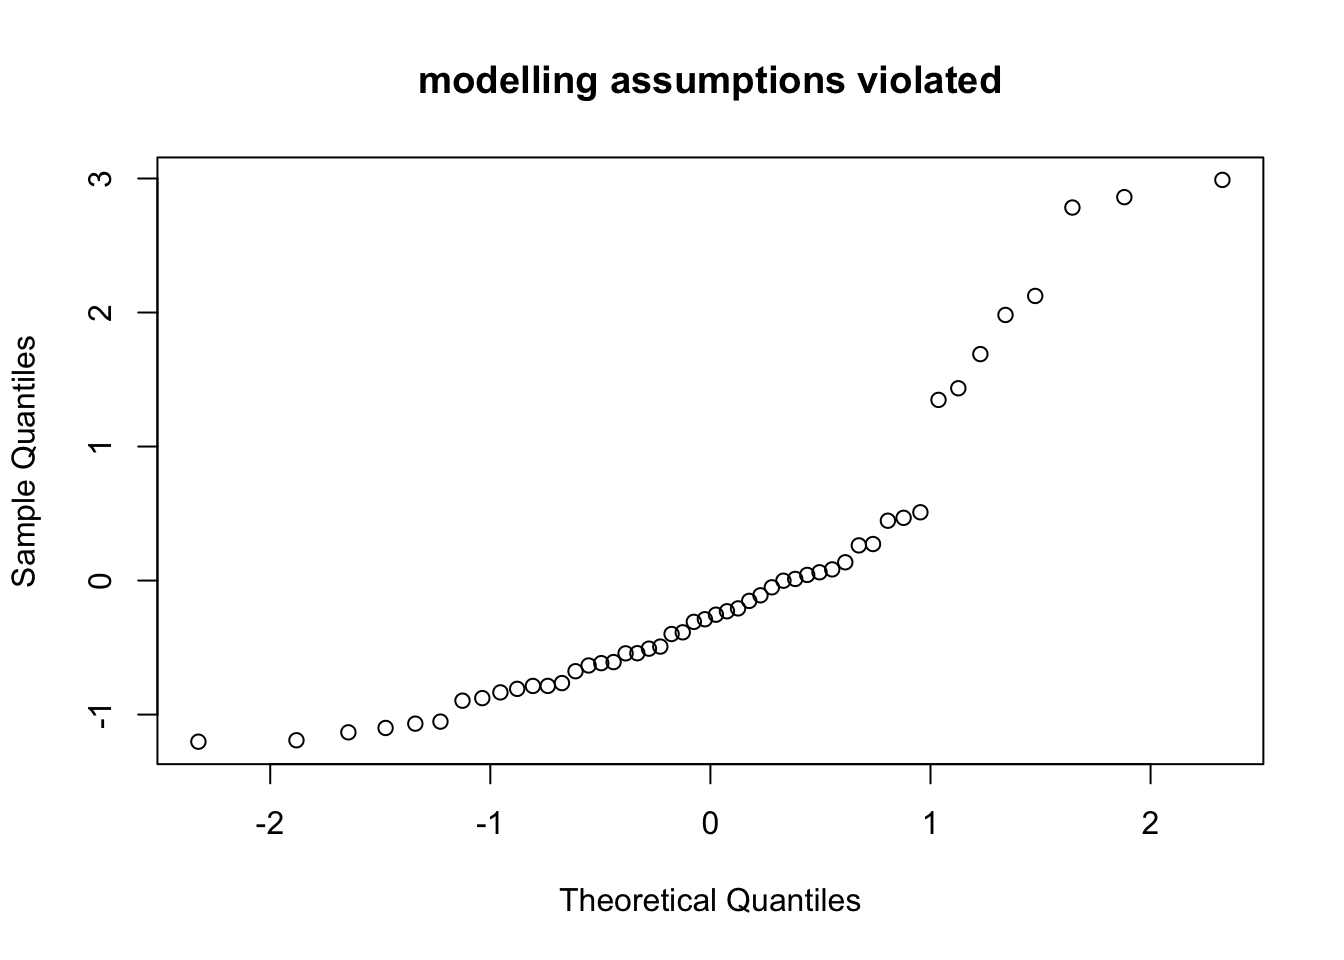 modelling assumptions violated
3
2
1
0
-1
Sample Quantiles
-2 -1 0 1 2
Theoretical Quantiles